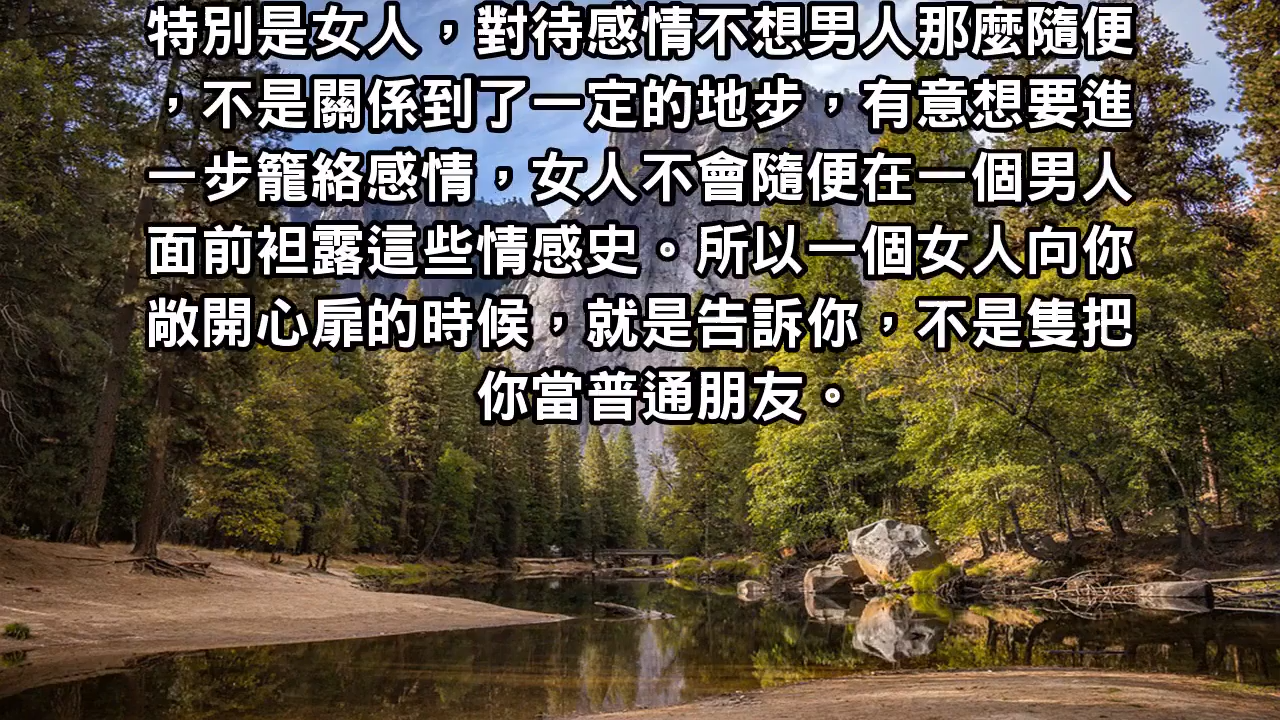 特別是女人，對待感情不想男人那麼隨便
，不是關係到了一定的地步，有意想要進
一步籠絡感情，女人不會隨便在一個男人
面前袒露這些情感史。所以一個女人向你
敞開心扉的時候，就是告訴你，不是隻把
你當普通朋友。